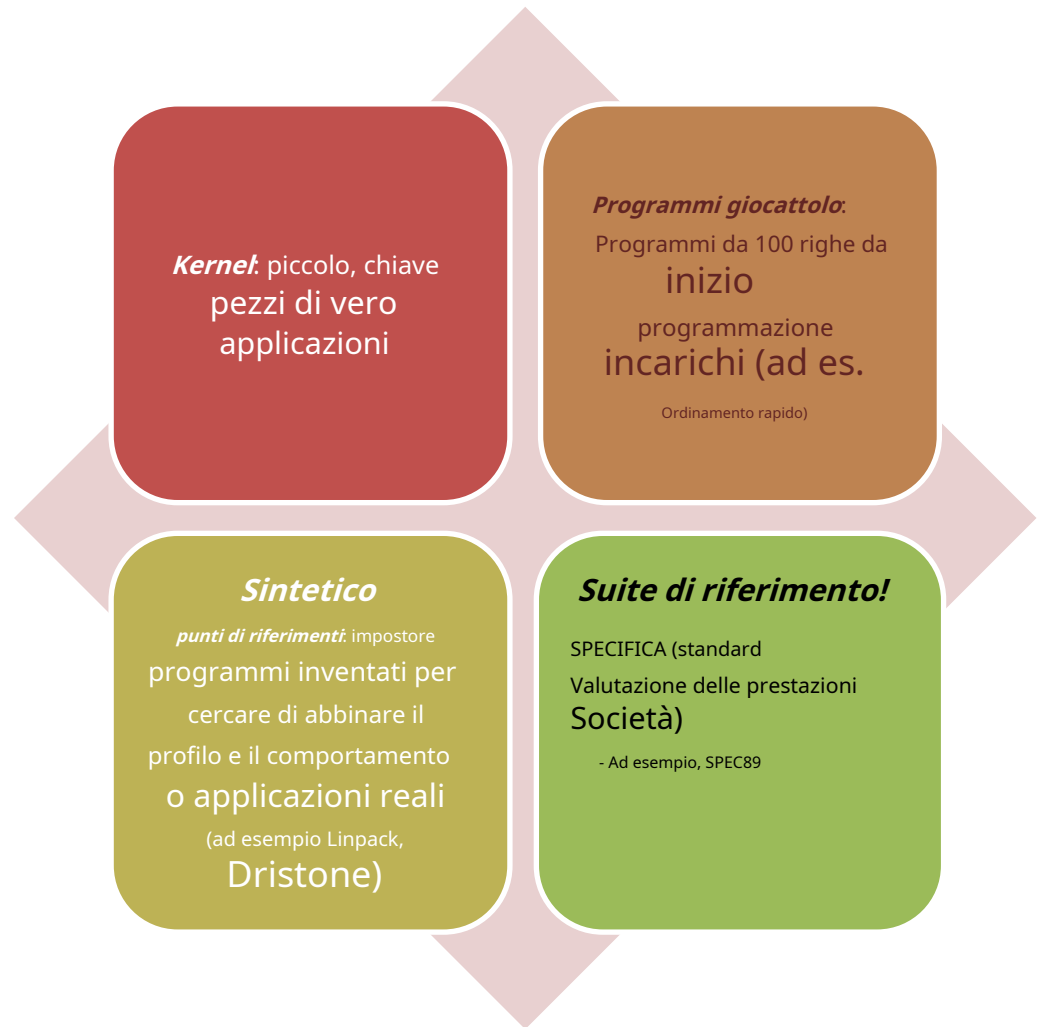 Kernel: piccolo, chiave
pezzi di vero
applicazioni
Programmi giocattolo:
Programmi da 100 righe da
inizio
programmazione
incarichi (ad es.
Ordinamento rapido)
Sintetico
punti di riferimenti: impostore
programmi inventati per
cercare di abbinare il
profilo e il comportamento
o applicazioni reali
(ad esempio Linpack,
Dristone)
Suite di riferimento!
SPECIFICA (standard
Valutazione delle prestazioni
Società)
- Ad esempio, SPEC89